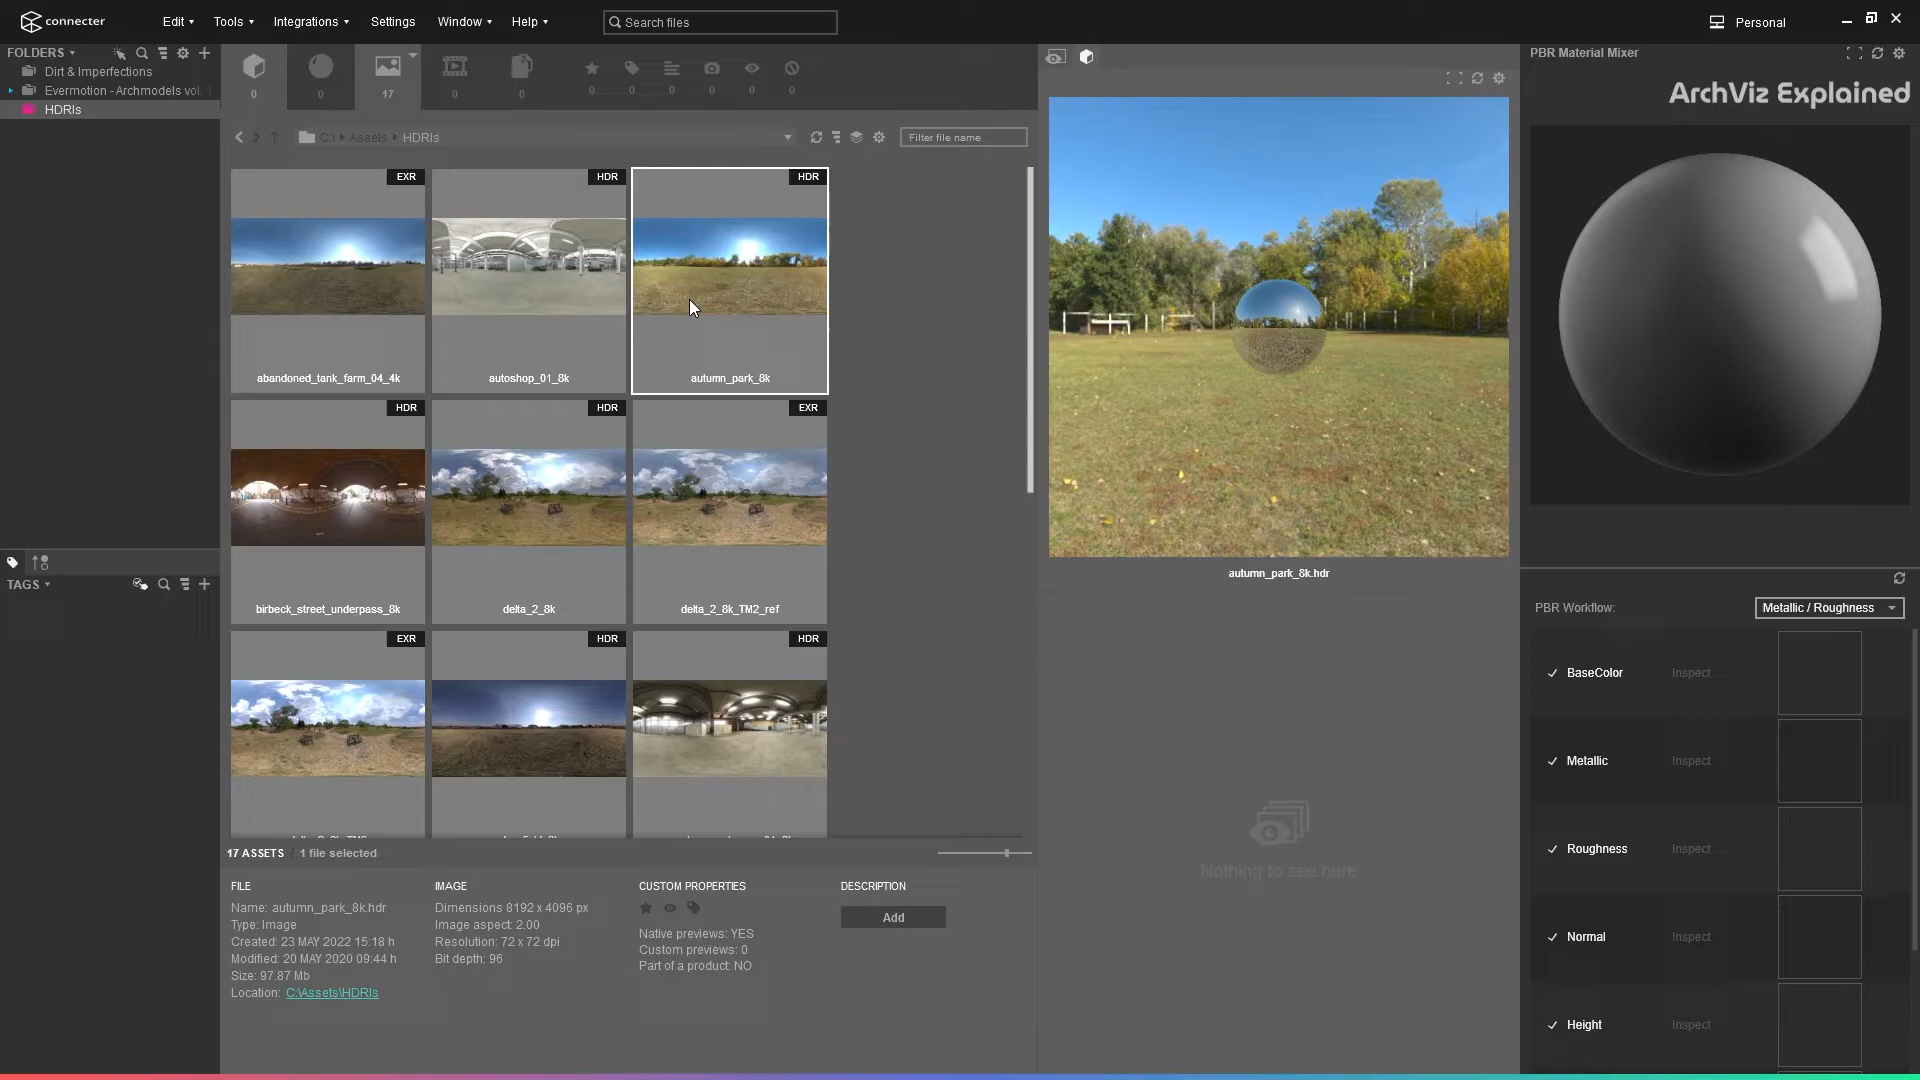 connecter
Edit
Tools
Integrations
Settings
Window
Help
Search files
Personal
FOLDERS
Dirt & Imperfections
Evermotion - Archmodels vol.
HDRIs
0
0
17
0
0
0
0
0
0
0
0
C:\ Assets HDRIs
Filter file name
PBR Material Mixer
ArchViz Explained
EXR
abandoned_tank_farm_04_4k
HDR
autoshop_01_8k
HDR
autumn_park_8k
HDR
birbeck_street_underpass_8k
HDR
delta_2_8k
EXR
delta_2_8k_TM2_ref
EXR
HDR
HDR
autumn_park_8k.hdr
TAGS
Nothing to see here
PBR Workflow:
Metallic / Roughness
BaseColor
Inspect
Metallic
Inspect
Roughness
Inspect
Normal
Inspect
Height
Inspect
17 ASSETS / 1 file selected
FILE
Name: autumn_park_8k.hdr
Type: Image
Created: 23 MAY 2022 15:18 h
Modified: 20 MAY 2020 09:44 h
Size: 97.87 Mb
Location: C:\Assets\HDRIs
IMAGE
Dimensions 8192 x 4096 px
Image aspect: 2.00
Resolution: 72 x 72 dpi
Bit depth: 96
CUSTOM PROPERTIES
Native previews: YES
Custom previews: 0
Part of a product: NO
DESCRIPTION
Add